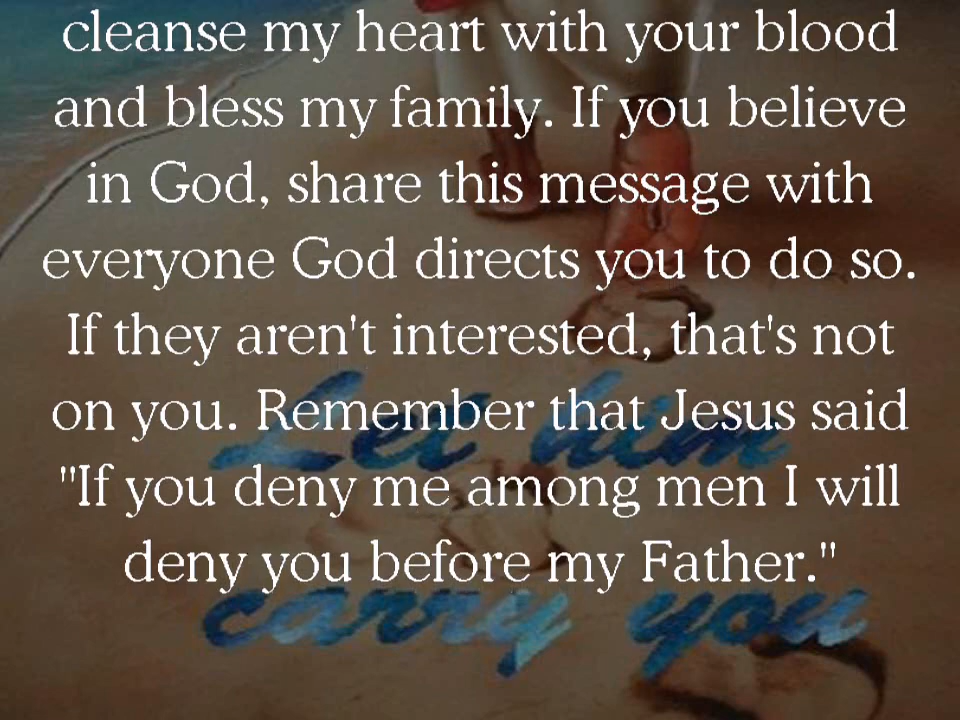 cleanse my heart with your blood
and bless my family. If you believe
in God, share this message with
everyone God directs you to do so.
If they aren't interested, that's not
on you. Remember that Jesus said
Let him
"If you deny me among men I will
deny you before my Father."
carry you